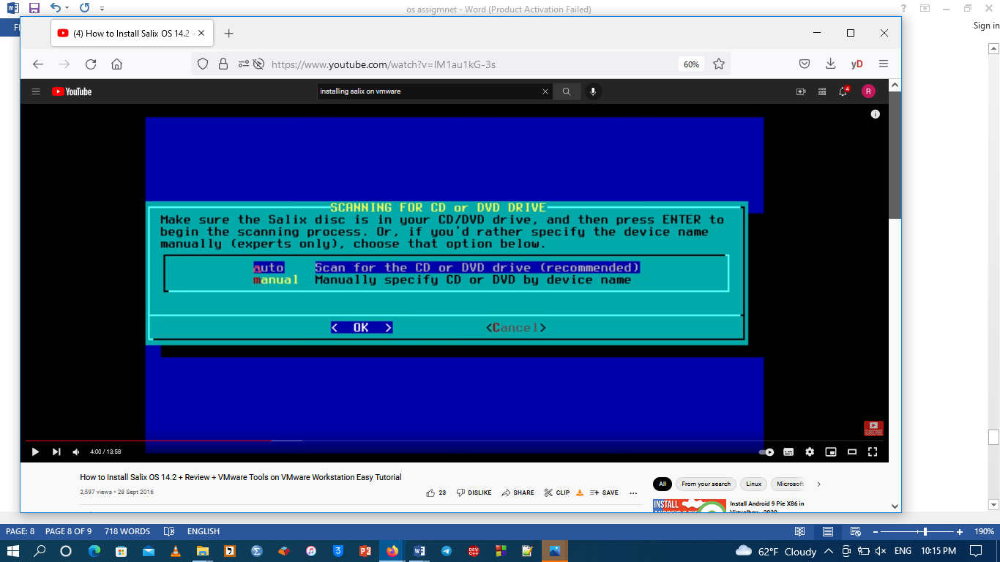 os assigmnet - Word (Product Activation Failed)
Sign in
(4) How to Install Salix OS 14.2
https://www.youtube.com/watch?v=IM1au1kG-3s
60%
yD
YouTube
installing salix on vmware
4
R
SCANNING FOR CD or DVD DRIVE
Make sure the Salix disc is in your CD/DVD drive, and then press ENTER to
begin the scanning process. Or, if you'd rather specify the device name
manually (experts only), choose that option below.
auto Scan for the CD or DVD drive (recommended)
manual Manually specify CD or DVD by device name
< OK > <Cancel>
SUBSCRIBE
4:00 / 13:58
How to Install Salix OS 14.2 + Review + VMware Tools on VMware Workstation Easy Tutorial
2,597 views • 28 Sept 2016
23 DISLIKE SHARE CLIP SAVE ...
All From your search Linux Microsoft
INSTALL
Install Android 9 Pie X86 in
PAGE: 8 PAGE 8 OF 9 718 WORDS ENGLISH
190%
62°F Cloudy ENG 10:15 PM